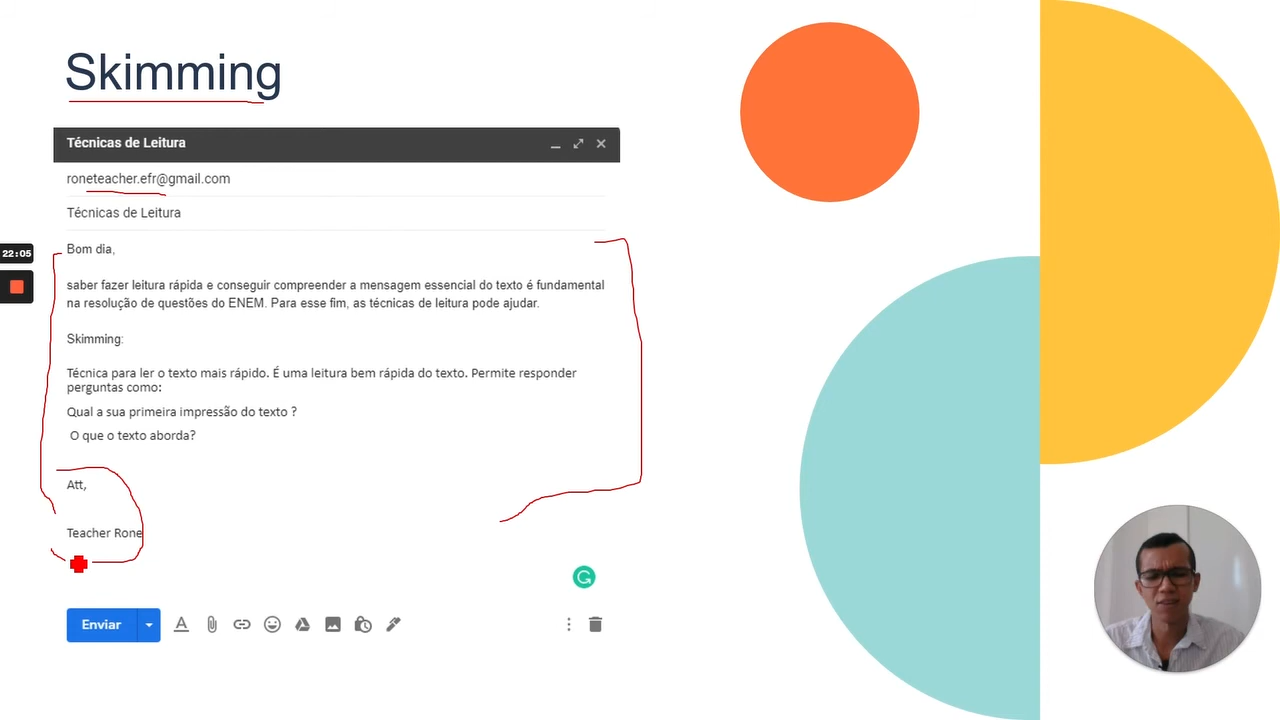 Skimming
Técnicas de Leitura
roneteacher.efr@gmail.com
Técnicas de Leitura
Bom dia,
22:05
saber fazer leitura rápida e conseguir compreender a mensagem essencial do texto é fundamental
na resolução de questões do ENEM. Para esse fim, as técnicas de leitura pode ajudar.
Skimming:
Técnica para ler o texto mais rápido. É uma leitura bem rápida do texto. Permite responder
perguntas como:
Qual a sua primeira impressão do texto ?
O que o texto aborda?
Att,
Teacher Rone
Enviar